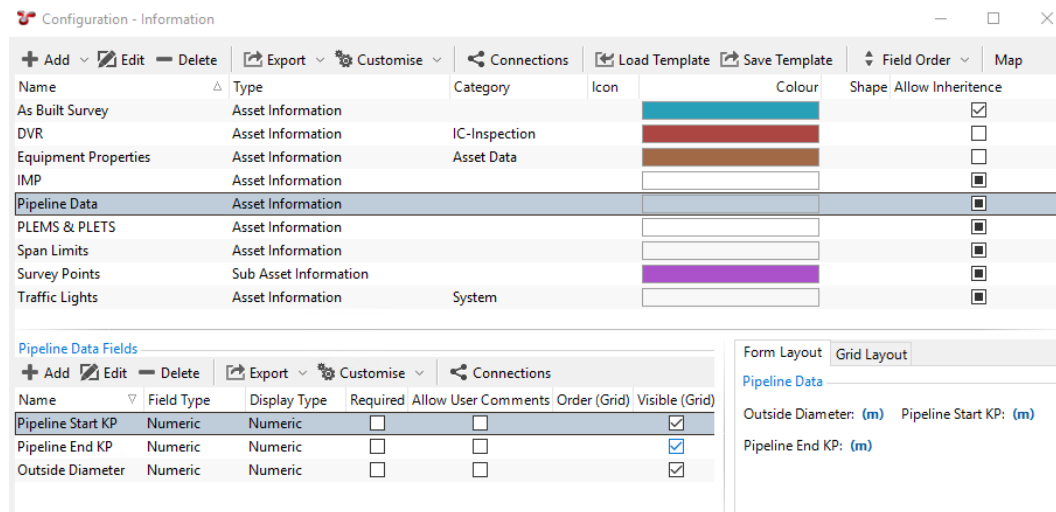 Configuration - Information
Add Edit Delete Export Customise Connections Load Template Save Template Field Order Map
Name Type Category Icon Colour Shape Allow Inheritence
As Built Survey Asset Information
DVR Asset Information IC-Inspection
Equipment Properties Asset Information Asset Data
IMP Asset Information
Pipeline Data Asset Information
PLEMS & PLETS Asset Information
Span Limits Asset Information
Survey Points Sub Asset Information
Traffic Lights Asset Information System
Pipeline Data Fields
Add Edit Delete Export Customise Connections
Name Field Type Display Type Required Allow User Comments Order (Grid) Visible (Grid)
Pipeline Start KP Numeric Numeric
Pipeline End KP Numeric Numeric
Outside Diameter Numeric Numeric
Form Layout Grid Layout
Pipeline Data
Outside Diameter: (m) Pipeline Start KP: (m)
Pipeline End KP: (m)